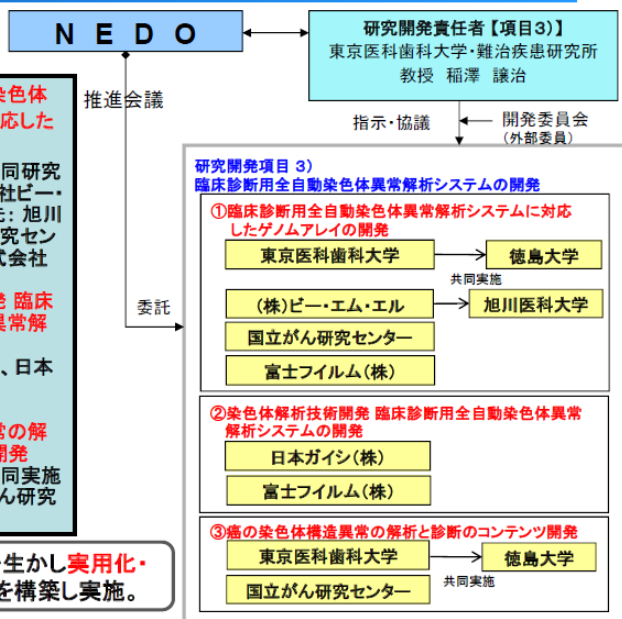 NEDO
研究開発責任者【項目3)】
東京医科歯科大学・難治疾患研究所
教授 稲澤 譲治
推進会議
指示・協議
開発委員会
(外部委員)
染色体
応した
同研究
社ビー・
先: 旭川
究セン
式会社
発 臨床
異常解
、日本
常の解
開発
同実施
ん研究
生かし実用化・
を構築し実施。
委託
研究開発項目 3)
臨床診断用全自動染色体異常解析システムの開発
①臨床診断用全自動染色体異常解析システムに対応
したゲノムアレイの開発
東京医科歯科大学
徳島大学
共同実施
(株)ビー・エム・エル
旭川医科大学
国立がん研究センター
富士フイルム(株)
②染色体解析技術開発 臨床診断用全自動染色体異常
解析システムの開発
日本ガイシ(株)
富士フイルム(株)
③癌の染色体構造異常の解析と診断のコンテンツ開発
東京医科歯科大学
徳島大学
共同実施
国立がん研究センター